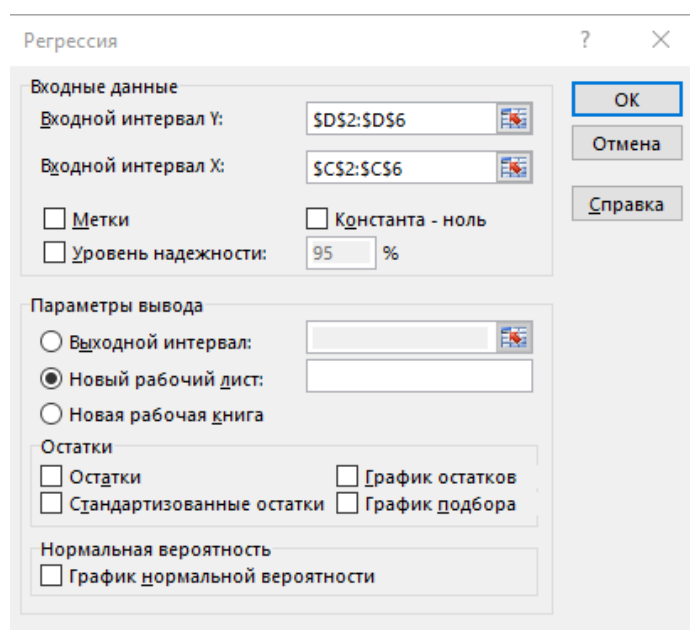 Регрессия ?
Входные данные
Входной интервал Y: $D$2:$D$6
Входной интервал X: $C$2:$C$6
Метки Константа - ноль
Уровень надежности: 95 %
ОК
Отмена
Справка
Параметры вывода
Выходной интервал:
Новый рабочий лист:
Новая рабочая книга
Остатки
Остатки График остатков
Стандартизованные остатки График подбора
Нормальная вероятность
График нормальной вероятности